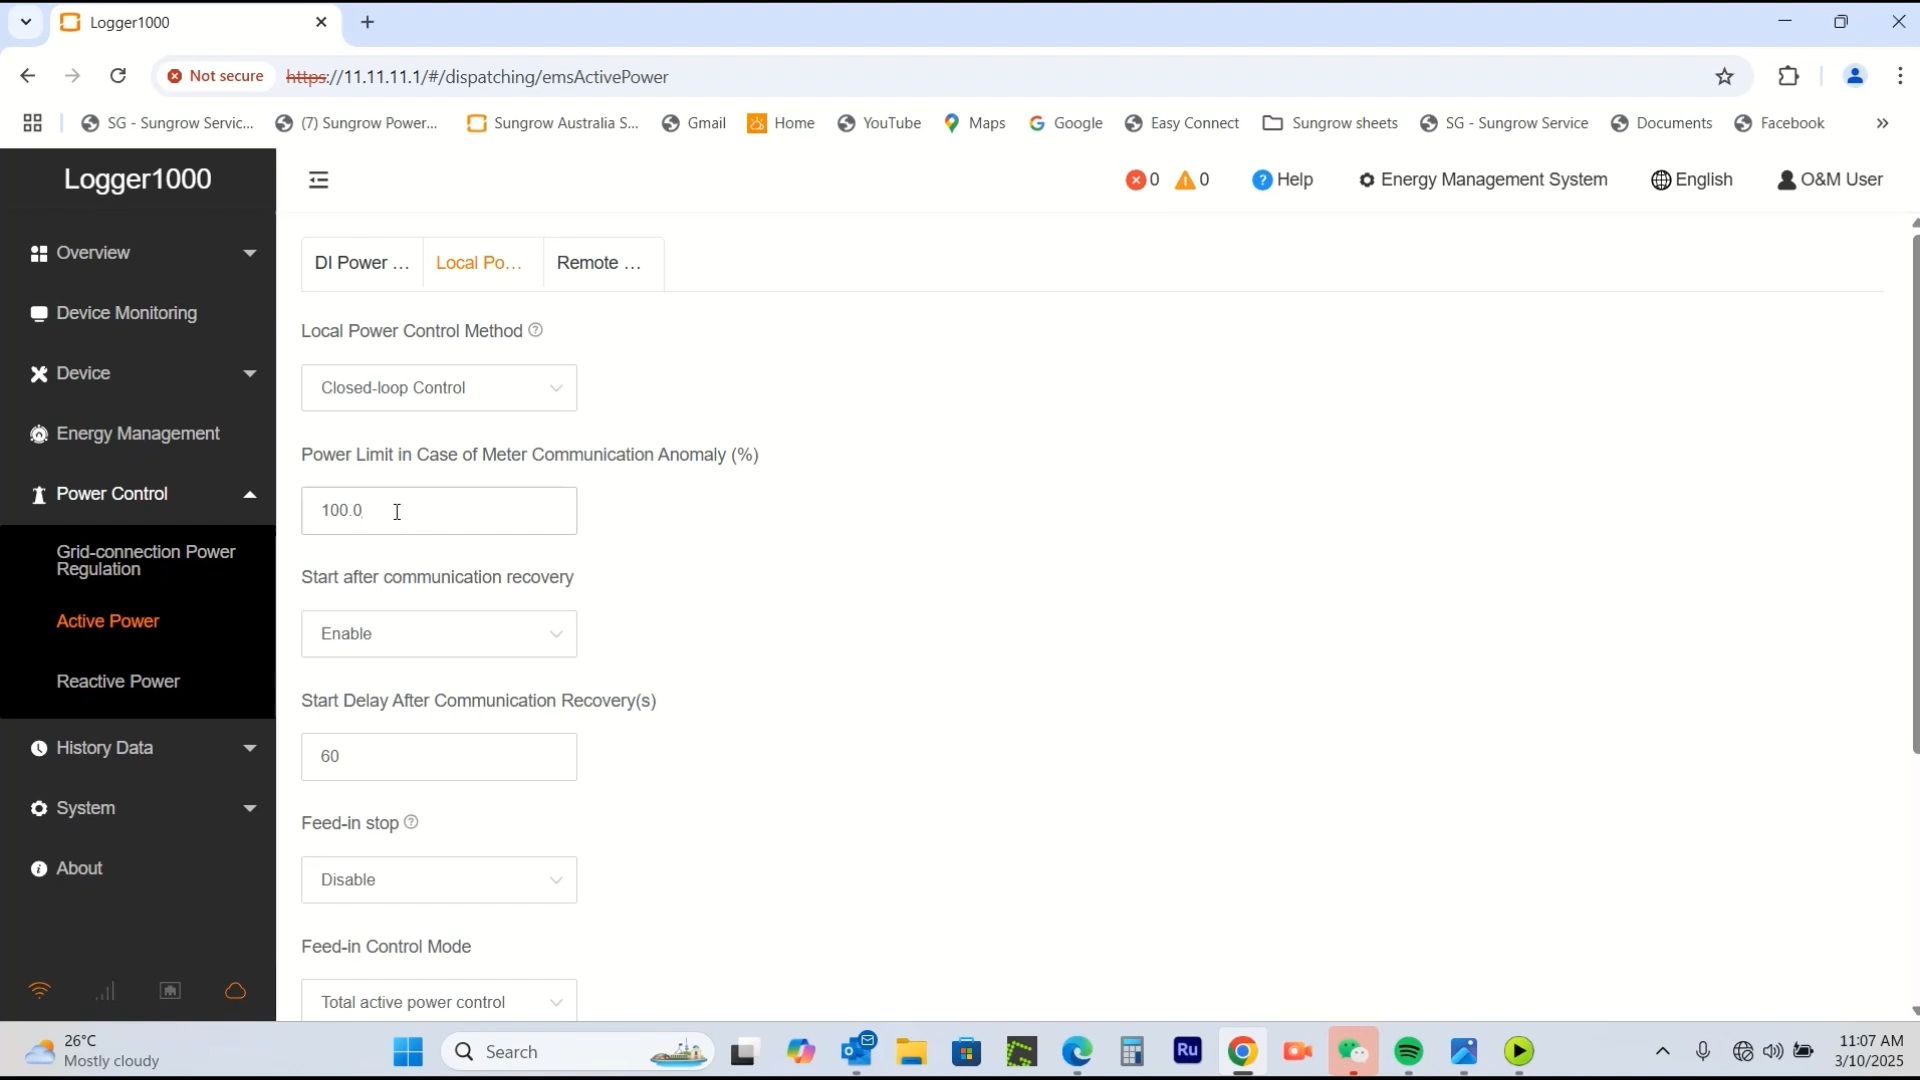 Logger1000
Not secure
https://11.11.11.1/#/dispatching/emsActivePower
SG - Sungrow Servic...
(7) Sungrow Power...
Sungrow Australia S...
Gmail
Home
YouTube
Maps
Google
Easy Connect
Sungrow sheets
SG - Sungrow Service
Documents
Facebook
Logger1000
0
0
Help
Energy Management System
English
O&M User
Overview
Device Monitoring
Device
Energy Management
Power Control
Grid-connection Power
Regulation
Active Power
Reactive Power
History Data
System
About
DI Power ...
Local Po...
Remote ...
Local Power Control Method
Closed-loop Control
Power Limit in Case of Meter Communication Anomaly (%)
100.0
Start after communication recovery
Enable
Start Delay After Communication Recovery(s)
60
Feed-in stop
Disable
Feed-in Control Mode
Total active power control
26°C
Mostly cloudy
Search
Ru
11:07 AM
3/10/2025